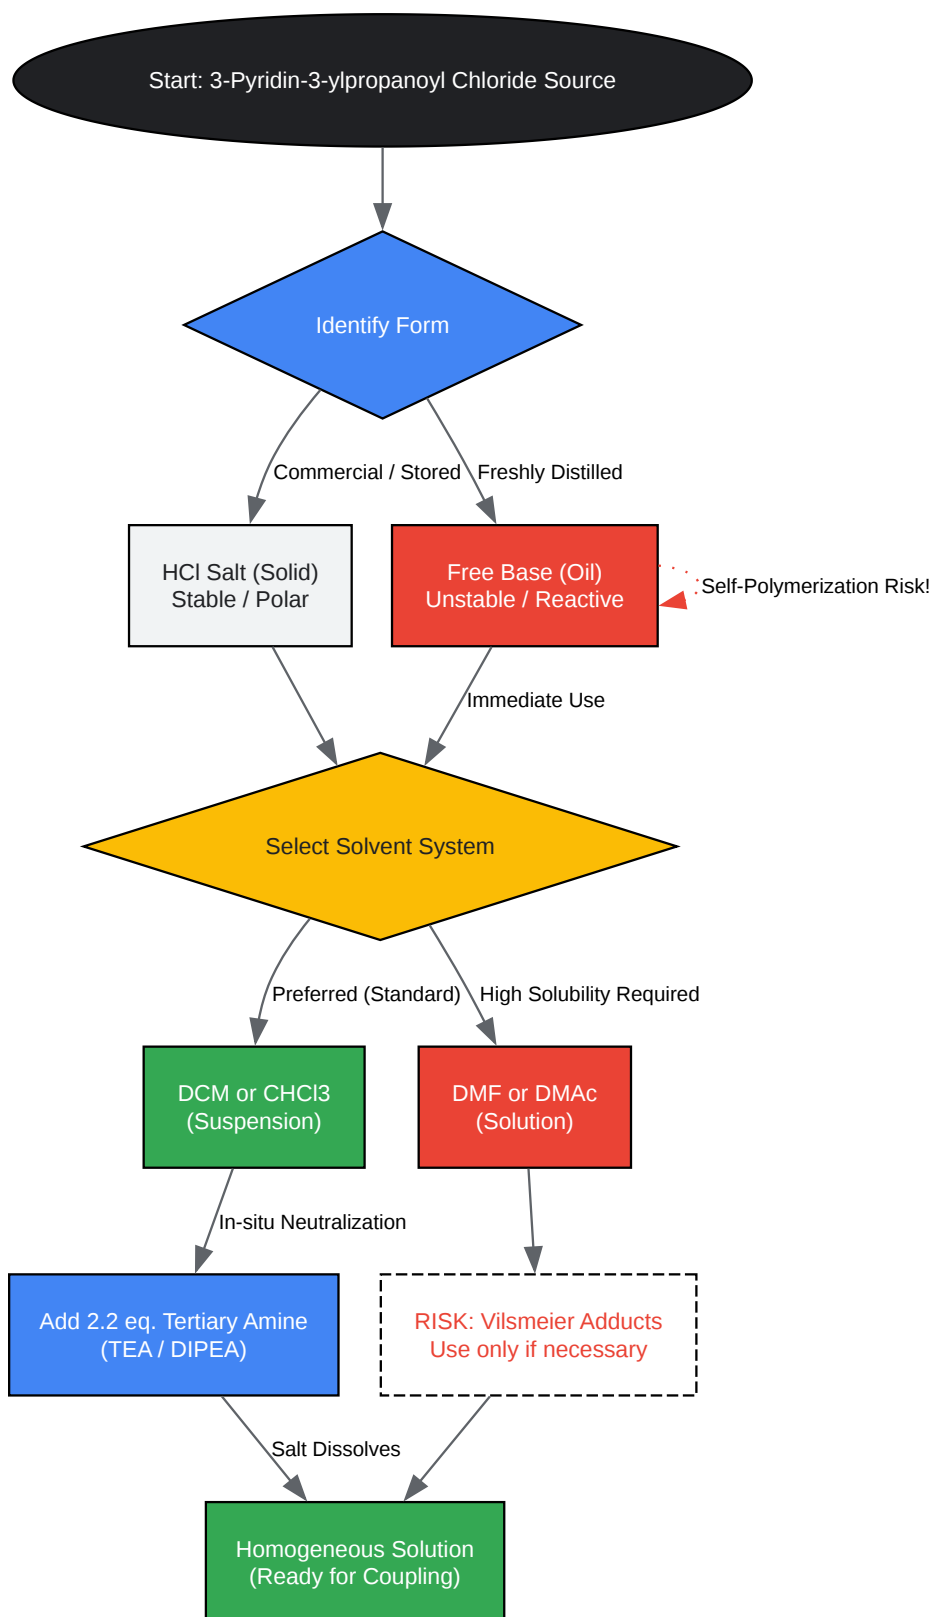 Start: 3-Pyridin-3-ylpropanoyl Chloride Source
Identify Form
Commercial / Stored
Freshly Distilled
HCl Salt (Solid)
Stable / Polar
Free Base (Oil)
Unstable / Reactive
Self-Polymerization Risk!
Immediate Use
Select Solvent System
Preferred (Standard)
High Solubility Required
DCM or CHCl3
(Suspension)
DMF or DMAc
(Solution)
In-situ Neutralization
Add 2.2 eq. Tertiary Amine
(TEA / DIPEA)
RISK: Vilsmeier Adducts
Use only if necessary
Salt Dissolves
Homogeneous Solution
(Ready for Coupling)